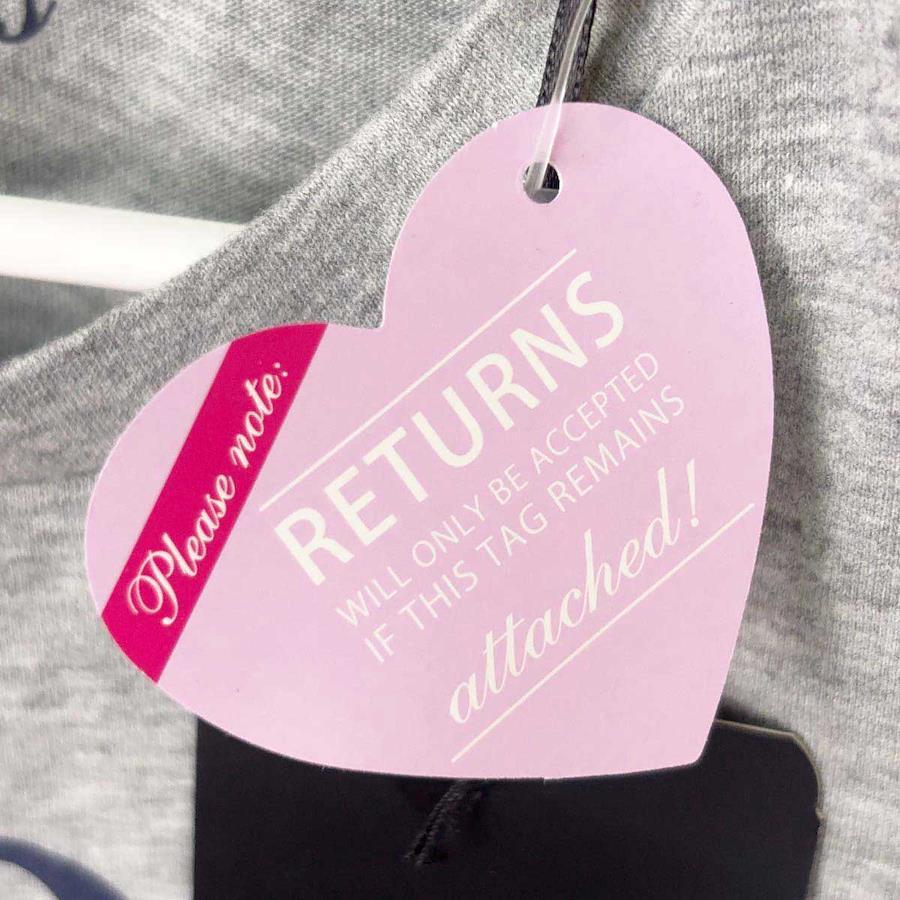 Please note:
RETURNS
WILL ONLY BE ACCEPTED
IF THIS TAG REMAINS
attached!